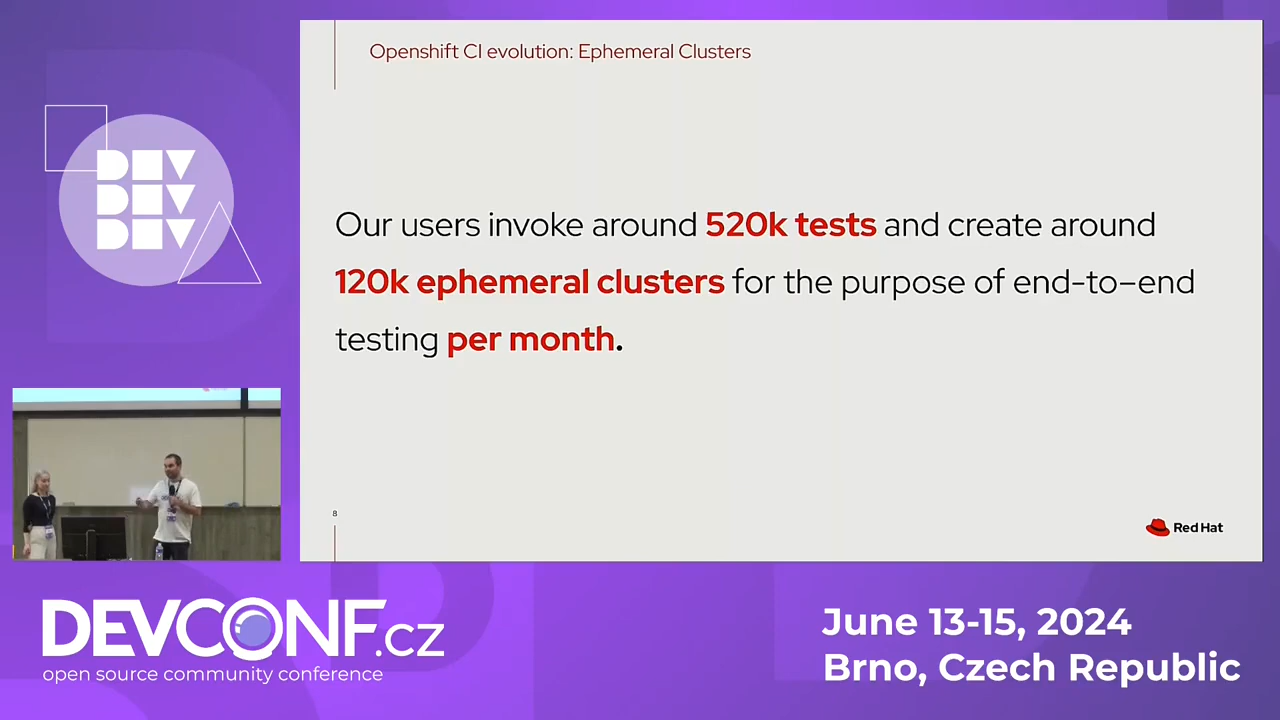 Openshift CI evolution: Ephemeral Clusters
DEV
DEV
DEV
Our users invoke around 520k tests and create around
120k ephemeral clusters for the purpose of end-to–end
testing per month.
8
Red Hat
DEVCONF.cz
open source community conference
June 13-15, 2024
Brno, Czech Republic